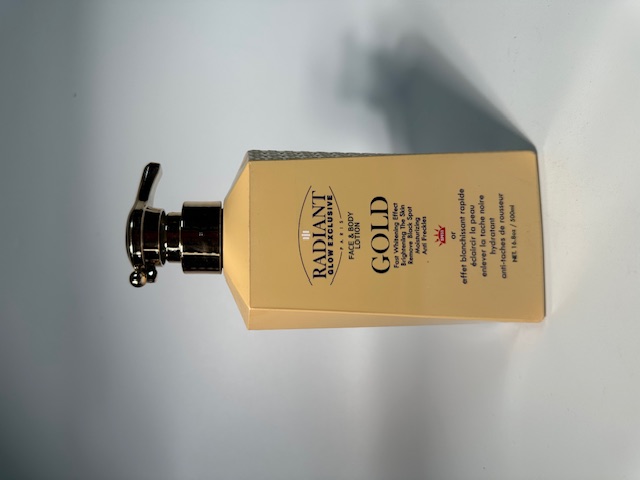 RADIANT
GLOW EXCLUSIVE
PARIS
FACE & BODY
LOTION
GOLD
Fast Whitening Effect
Brightening The Skin
Remove Black Spot
Moisturizing
Anti Freckles
or
effet blanchissant rapide
éclaircir la peau
enlever la tache noire
hydratant
anti-taches de rousseur
NET. 16.8oz / 500ml